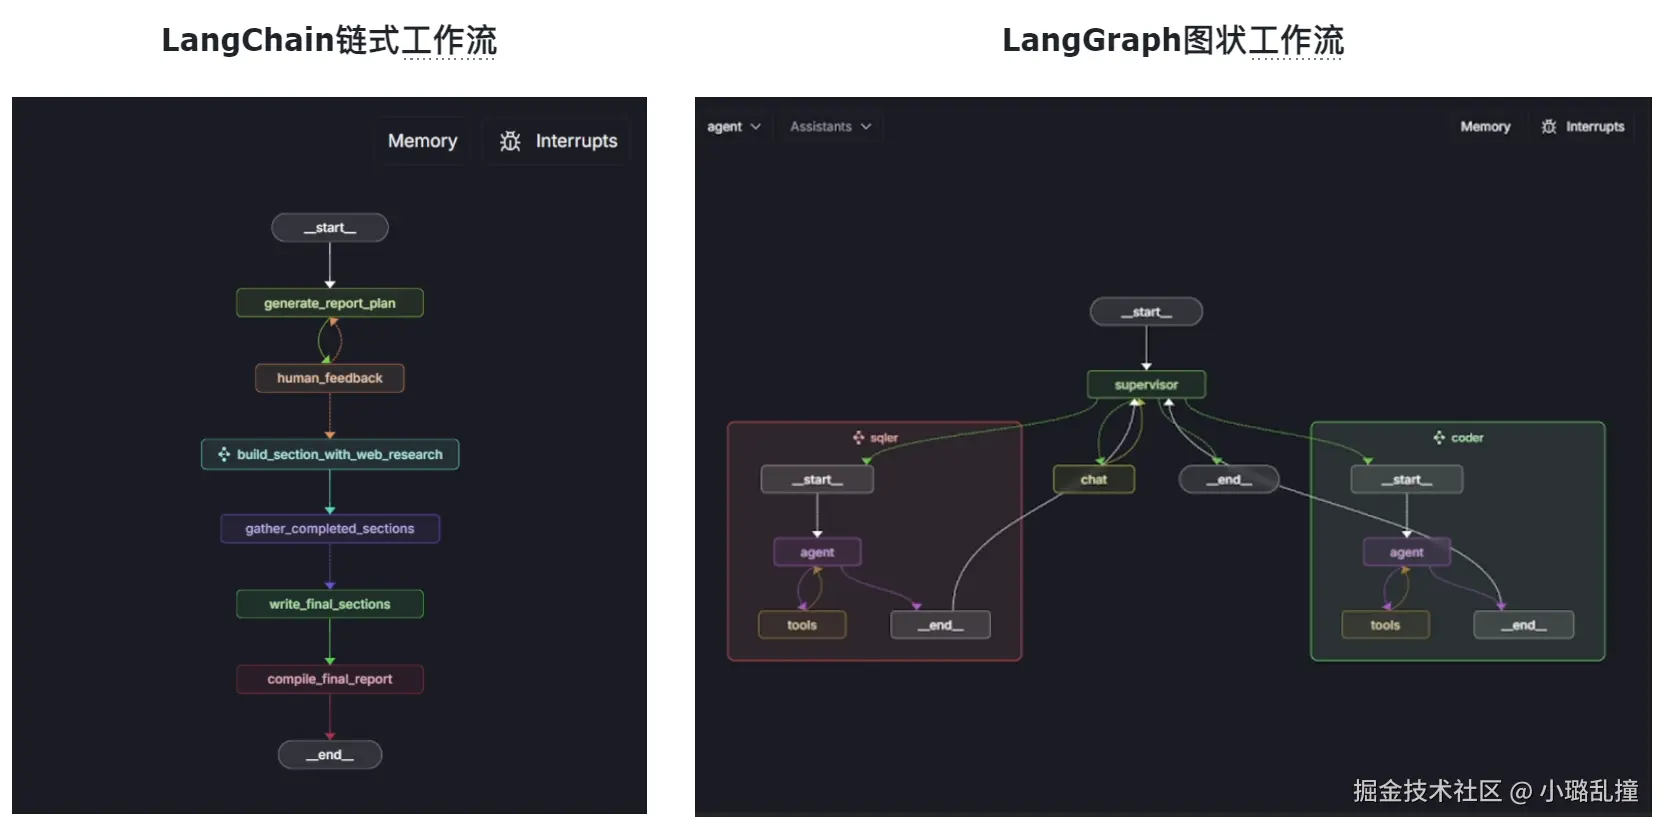 LangChain链式工作流
LangGraph图状工作流
Memory
Interrupts
__start__
generate_report_plan
human_feedback
build_section_with_web_research
gather_completed_sections
write_final_sections
compile_final_report
__end__
agent
Assistants
Memory
Interrupts
__start__
supervisor
sqler
__start__
agent
tools
__end__
chat
__end__
coder
__start__
agent
tools
__end__
掘金技术社区 @ 小璐乱撞